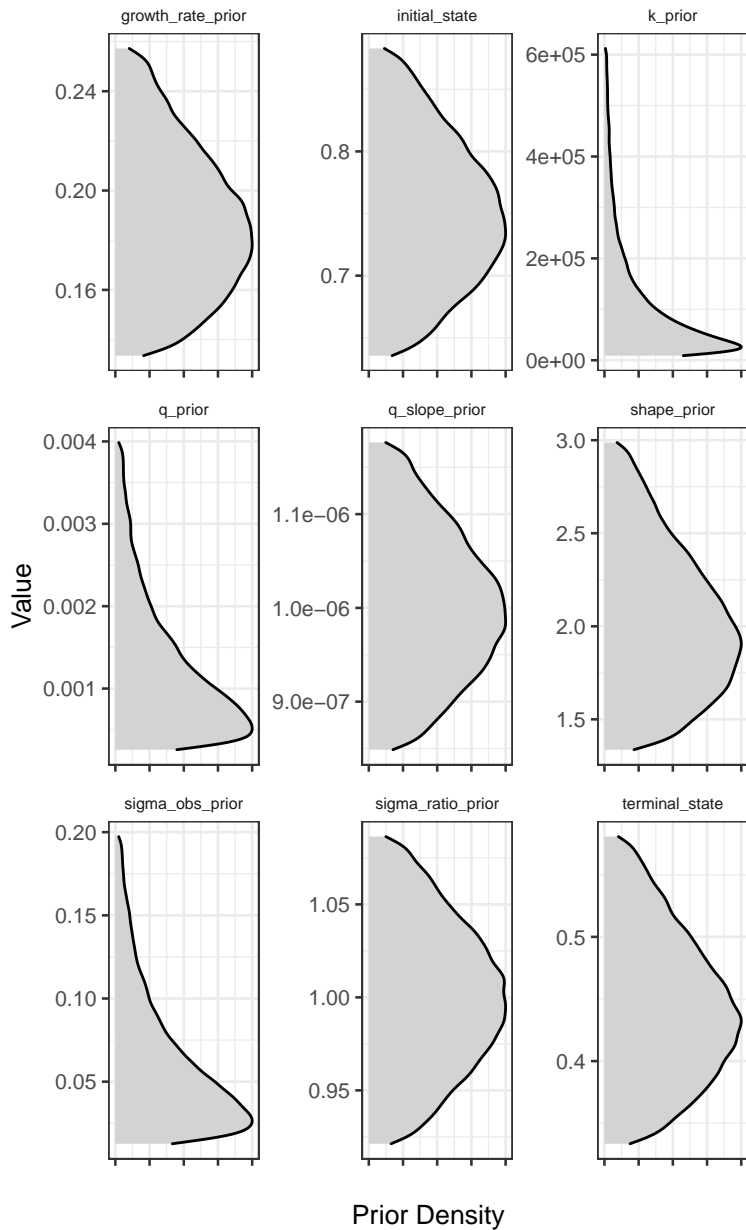 growth_rate_prior
initial_state
k_prior
0.24
0.20
0.16
0.8
0.7
6e+05
4e+05
2e+05
0e+00
q_prior
q_slope_prior
shape_prior
Value
0.004
0.003
0.002
0.001
1.1e−06
1.0e−06
9.0e−07
3.0
2.5
2.0
1.5
sigma_obs_prior
sigma_ratio_prior
terminal_state
0.20
0.15
0.10
0.05
1.05
1.00
0.95
0.5
0.4
Prior Density